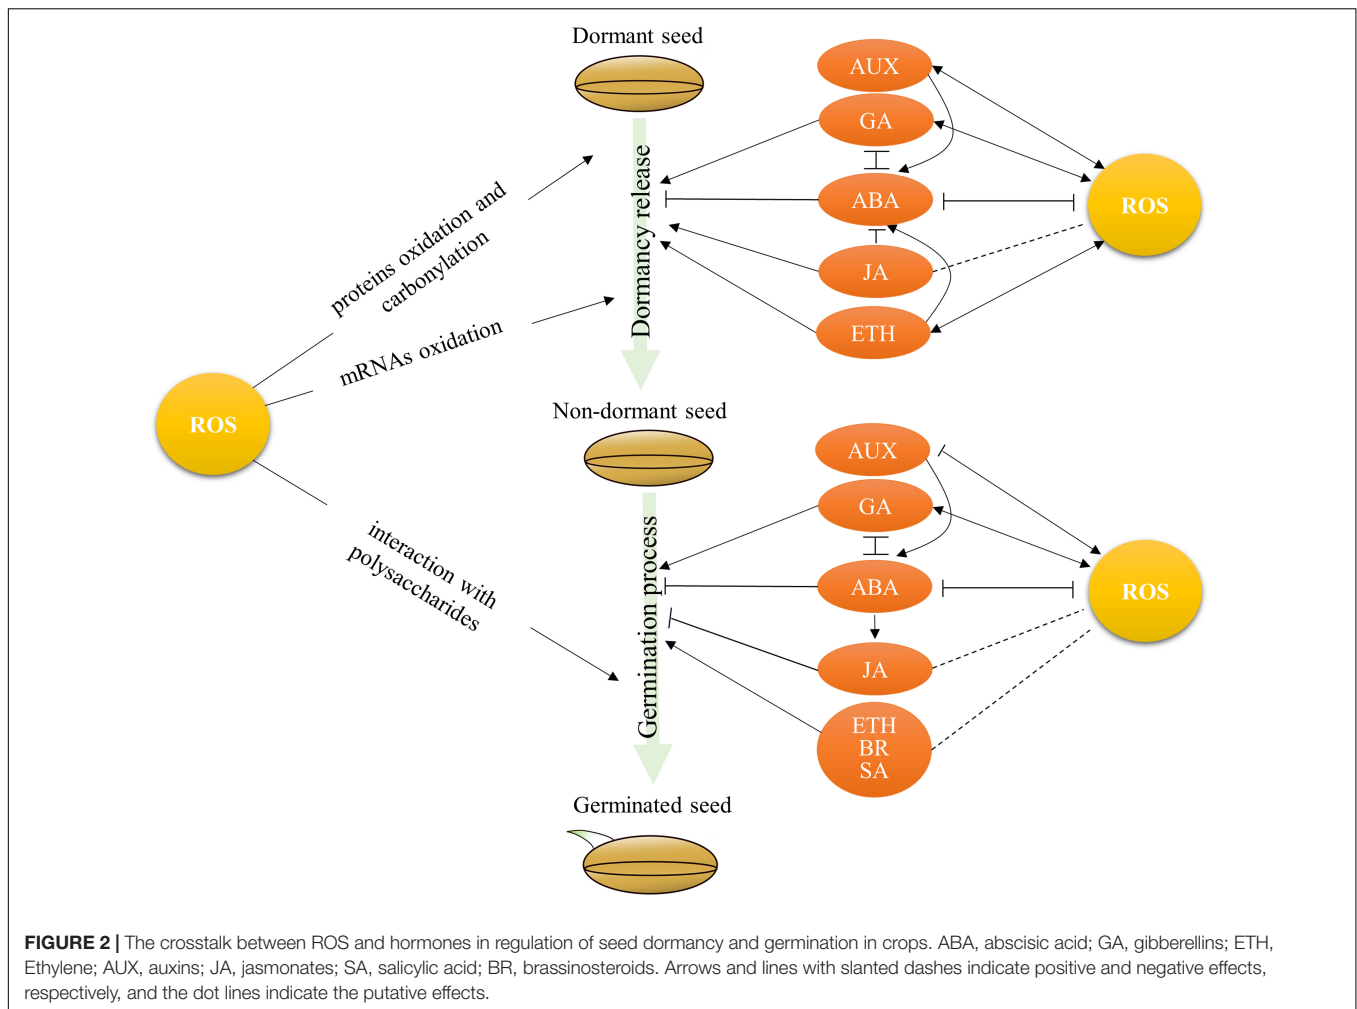 Dormant seed
AUX
GA
ABA
JA
ETH
ROS
Dormancy release
proteins oxidation and
carbonylation
mRNAs oxidation
ROS
Non-dormant seed
AUX
GA
ABA
JA
ETH
BR
SA
ROS
interaction with
polysaccharides
Germination process
Germinated seed
FIGURE 2 | The crosstalk between ROS and hormones in regulation of seed dormancy and germination in crops. ABA, abscisic acid; GA, gibberellins; ETH,
Ethylene; AUX, auxins; JA, jasmonates; SA, salicylic acid; BR, brassinosteroids. Arrows and lines with slanted dashes indicate positive and negative effects,
respectively, and the dot lines indicate the putative effects.